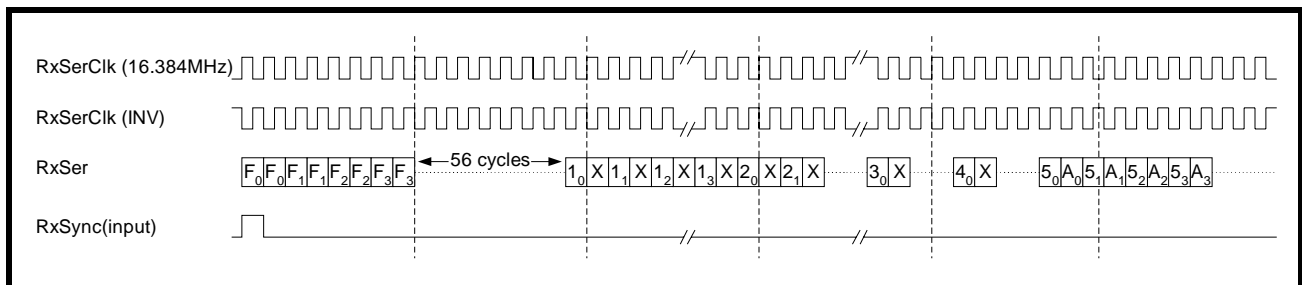 RxSerClk (16.384MHz)
RxSerClk (INV)
RxSer F₀ F₀ F₁ F₁ F₂ F₂ F₃ F₃ 56 cycles 1₀ X 1₁ X 1₂ X 1₃ X 2₀ X 2₁ X 3₀ X 4₀ X 5₀ A₀ 5₁ A₁ 5₂ A₂ 5₃ A₃
RxSync(input)